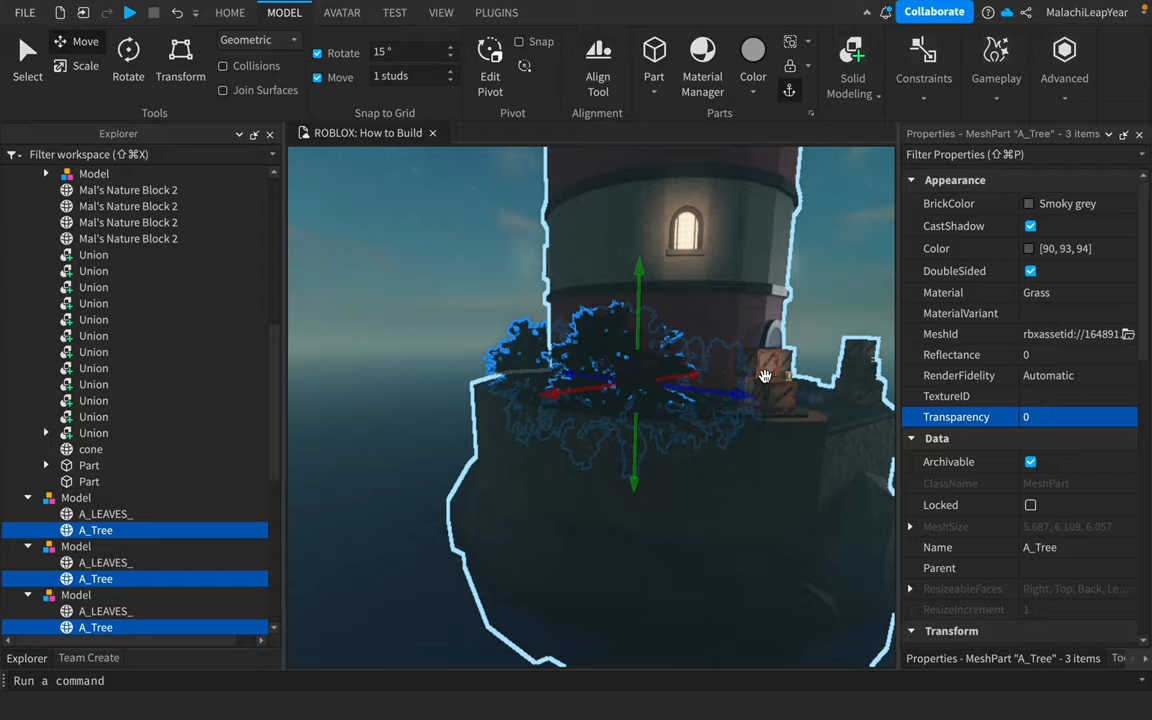 FILE HOME MODEL AVATAR TEST VIEW PLUGINS Collaborate MalachiLeapYear
Select Move Scale Rotate Transform
Geometric
Collisions
Join Surfaces
Tools
Rotate 15 °
Move 1 studs
Snap to Grid
Edit Pivot
Snap
Pivot
Align Tool
Alignment
Part Material Manager Color
Parts
Solid Modeling
Constraints
Gameplay
Advanced
Explorer
Filter workspace (⇧⌘X)
Model
Mal's Nature Block 2
Mal's Nature Block 2
Mal's Nature Block 2
Mal's Nature Block 2
Union
Union
Union
Union
Union
Union
Union
Union
Union
Union
Union
Union
cone
Part
Part
Model
A_LEAVES_
A_Tree
Model
A_LEAVES_
A_Tree
Model
A_LEAVES_
A_Tree
Explorer Team Create
Run a command
ROBLOX: How to Build
Properties - MeshPart "A_Tree" - 3 items
Filter Properties (⇧⌘P)
Appearance
BrickColor Smoky grey
CastShadow
Color [90, 93, 94]
DoubleSided
Material Grass
MaterialVariant
MeshId rbxassetid://164891...
Reflectance 0
RenderFidelity Automatic
TextureID
Transparency 0
Data
Archivable
ClassName MeshPart
Locked
MeshSize 5.687, 6.109, 6.057
Name A_Tree
Parent
ResizeableFaces Right, Top, Back, Le...
ResizeIncrement 1
Transform
Properties - MeshPart "A_Tree" - 3 items To